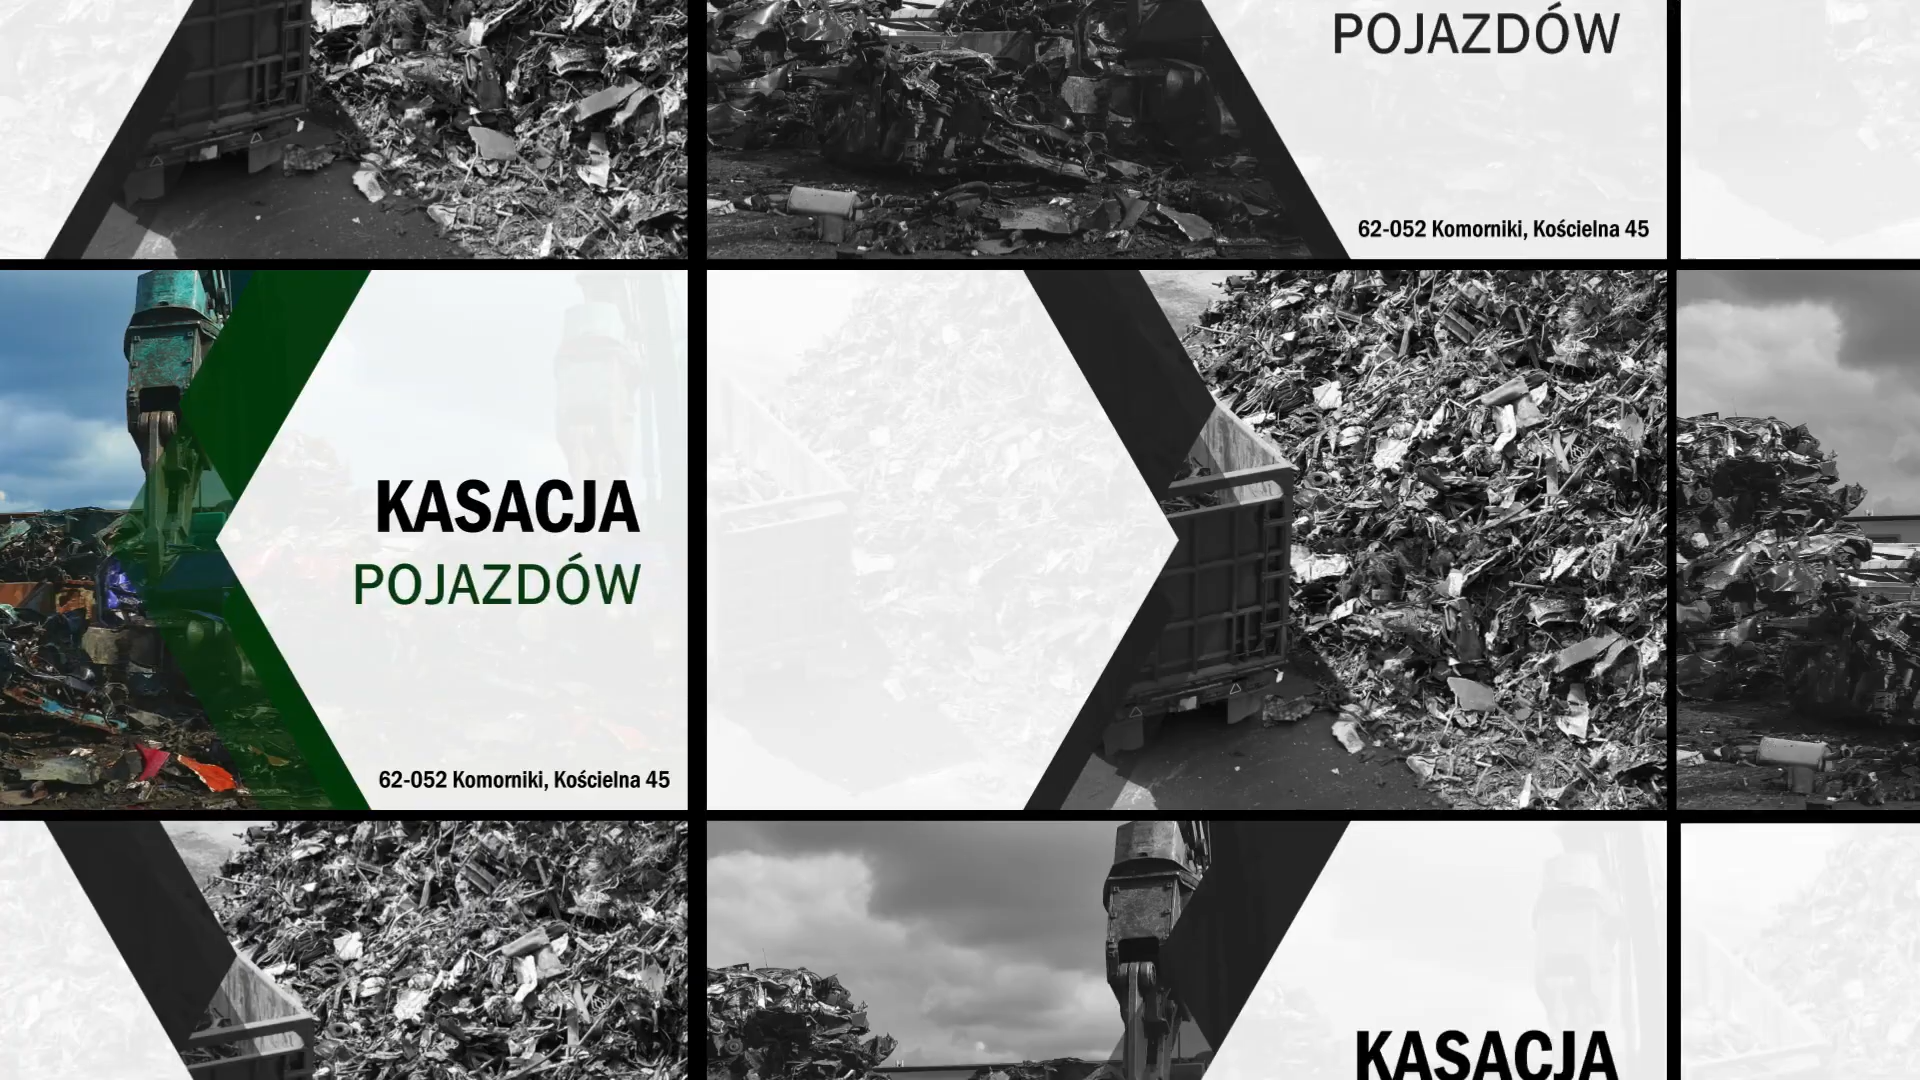 POJAZDÓW
62-052 Komorniki, Kościelna 45
KASACJA
POJAZDÓW
62-052 Komorniki, Kościelna 45
KASACJA